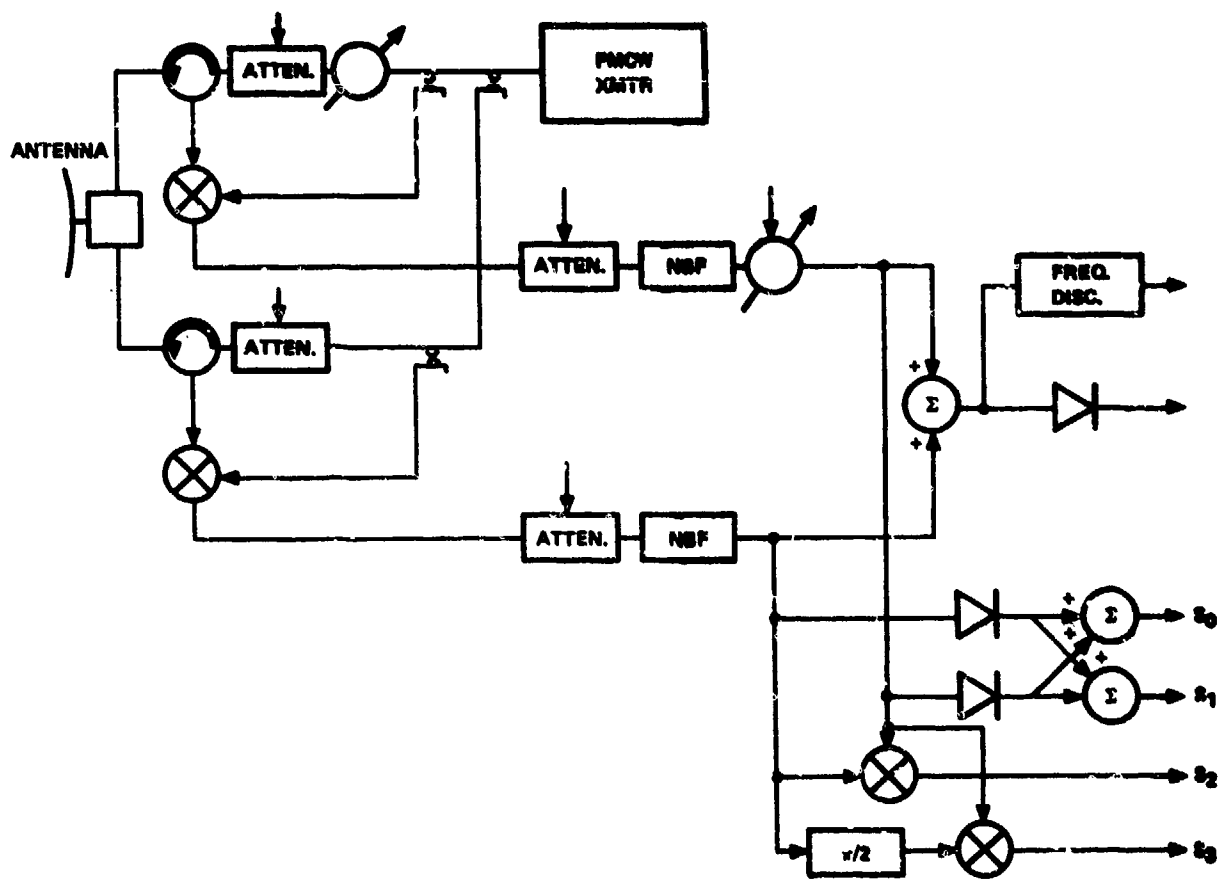 ATTEN.
FMCW
XMTR
ANTENNA
ATTEN.
NBF
FREQ.
DISC.
ATTEN.
+
Σ
+
ATTEN.
NBF
+
Σ
S0
+
+
Σ
S1
S2
π/2
S3